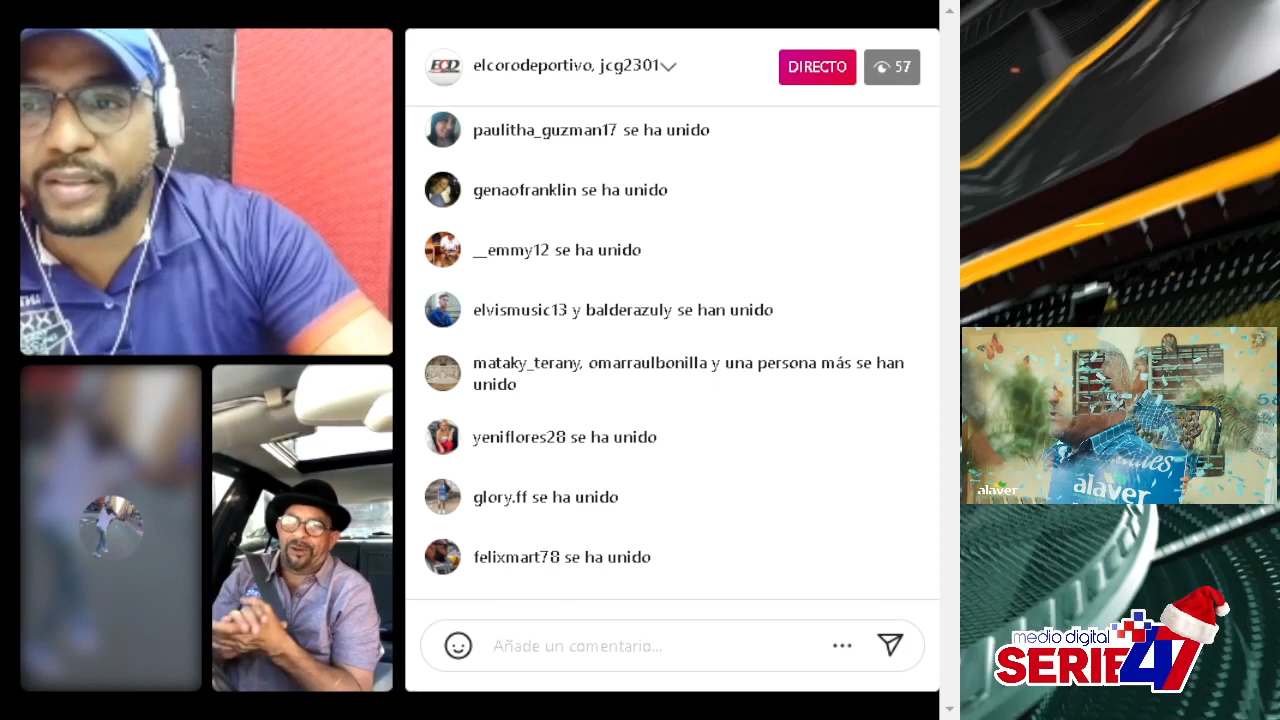 ECD
elcorodeportivo, jcg2301
DIRECTO
57
paulitha_guzman17 se ha unido
genaofranklin se ha unido
__emmy12 se ha unido
elvismusic13 y balderazuly se han unido
mataky_terany, omarraulbonilla y una persona más se han
unido
yeniflores28 se ha unido
glory.ff se ha unido
felixmart78 se ha unido
Añade un comentario...
alaver
alaver
medio digital
SERIE 47